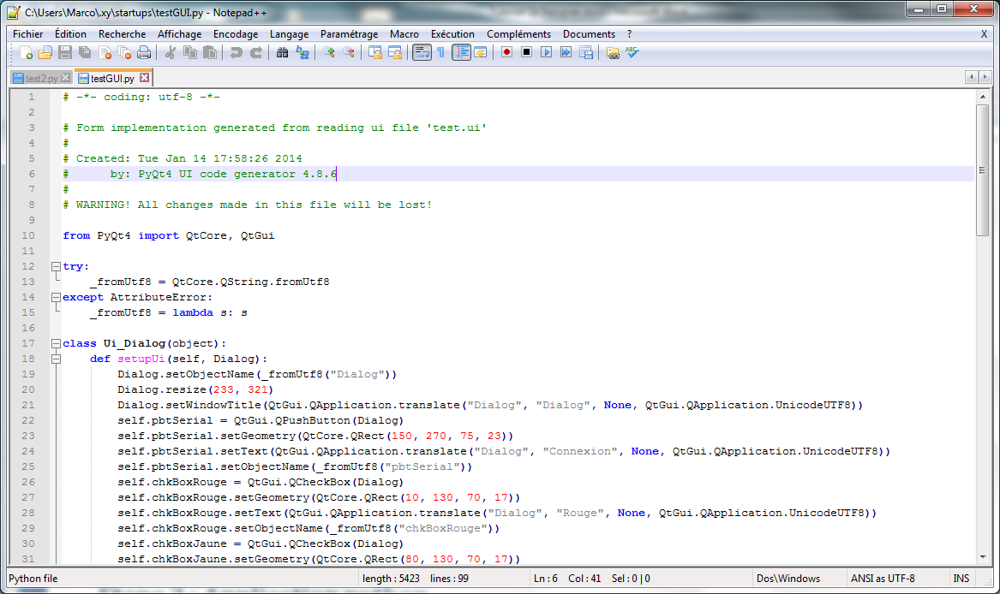 C:\Users\Marco\.xy\startups\testGUI.py - Notepad++
Fichier Édition Recherche Affichage Encodage Langage Paramétrage Macro Exécution Compléments Documents ? X
test2.py testGUI.py
1 # -*- coding: utf-8 -*-
2
3 # Form implementation generated from reading ui file 'test.ui'
4 #
5 # Created: Tue Jan 14 17:58:26 2014
6 #      by: PyQt4 UI code generator 4.8.6
7 #
8 # WARNING! All changes made in this file will be lost!
9
10 from PyQt4 import QtCore, QtGui
11
12 try:
13     _fromUtf8 = QtCore.QString.fromUtf8
14 except AttributeError:
15     _fromUtf8 = lambda s: s
16
17 class Ui_Dialog(object):
18     def setupUi(self, Dialog):
19         Dialog.setObjectName(_fromUtf8("Dialog"))
20         Dialog.resize(233, 321)
21         Dialog.setWindowTitle(QtGui.QApplication.translate("Dialog", "Dialog", None, QtGui.QApplication.UnicodeUTF8))
22         self.pbtSerial = QtGui.QPushButton(Dialog)
23         self.pbtSerial.setGeometry(QtCore.QRect(150, 270, 75, 23))
24         self.pbtSerial.setText(QtGui.QApplication.translate("Dialog", "Connexion", None, QtGui.QApplication.UnicodeUTF8))
25         self.pbtSerial.setObjectName(_fromUtf8("pbtSerial"))
26         self.chkBoxRouge = QtGui.QCheckBox(Dialog)
27         self.chkBoxRouge.setGeometry(QtCore.QRect(10, 130, 70, 17))
28         self.chkBoxRouge.setText(QtGui.QApplication.translate("Dialog", "Rouge", None, QtGui.QApplication.UnicodeUTF8))
29         self.chkBoxRouge.setObjectName(_fromUtf8("chkBoxRouge"))
30         self.chkBoxJaune = QtGui.QCheckBox(Dialog)
31         self.chkBoxJaune.setGeometry(QtCore.QRect(80, 130, 70, 17))
Python file length : 5423 lines : 99 Ln : 6 Col : 41 Sel : 0 | 0 Dos\Windows ANSI as UTF-8 INS